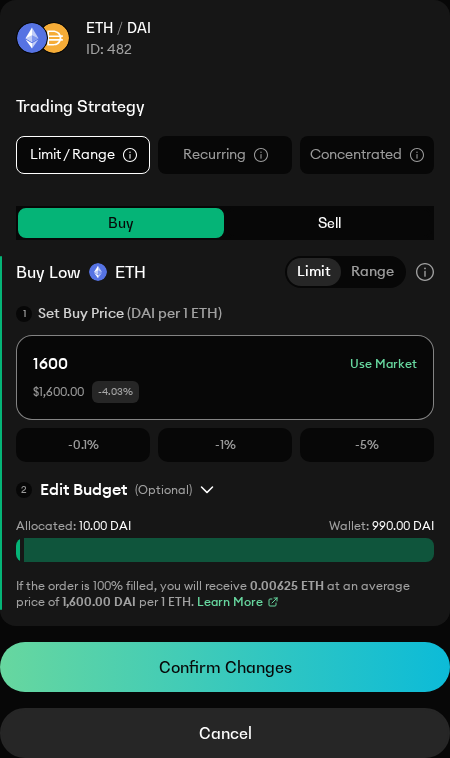 ETH / DAI
ID: 482
Trading Strategy
Limit / Range
Recurring
Concentrated
Buy
Sell
Buy Low ETH
Limit
Range
1 Set Buy Price (DAI per 1 ETH)
1600
Use Market
$1,600.00 -4.03%
-0.1%
-1%
-5%
2 Edit Budget (Optional)
Allocated: 10.00 DAI
Wallet: 990.00 DAI
If the order is 100% filled, you will receive 0.00625 ETH at an average
price of 1,600.00 DAI per 1 ETH. Learn More
Confirm Changes
Cancel